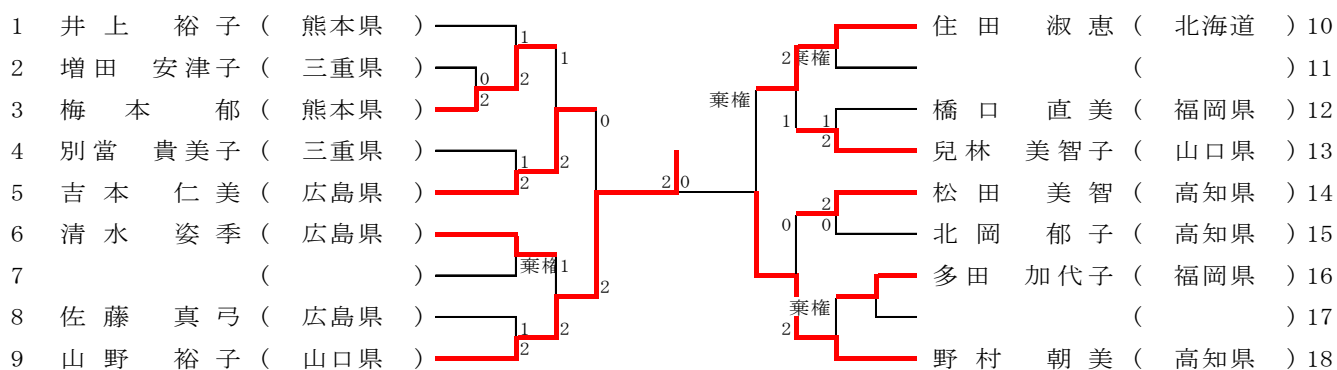 1 井上 裕子 ( 熊本県 )
2 増田 安津子 ( 三重県 )
3 梅本 郁 ( 熊本県 )
4 別當 貴美子 ( 三重県 )
5 吉本 仁美 ( 広島県 )
6 清水 姿季 ( 広島県 )
7 ( )
8 佐藤 真弓 ( 広島県 )
9 山野 裕子 ( 山口県 )
1
0
2
2
1
1
2
2
0
棄権
1
1
2
2
2
2 0
住田 淑恵 ( 北海道 ) 10
( ) 11
橋口 直美 ( 福岡県 ) 12
兒林 美智子 ( 山口県 ) 13
松田 美智 ( 高知県 ) 14
北岡 郁子 ( 高知県 ) 15
多田 加代子 ( 福岡県 ) 16
( ) 17
野村 朝美 ( 高知県 ) 18
2
棄権
棄権
1
1
2
2
0
0
棄権
2